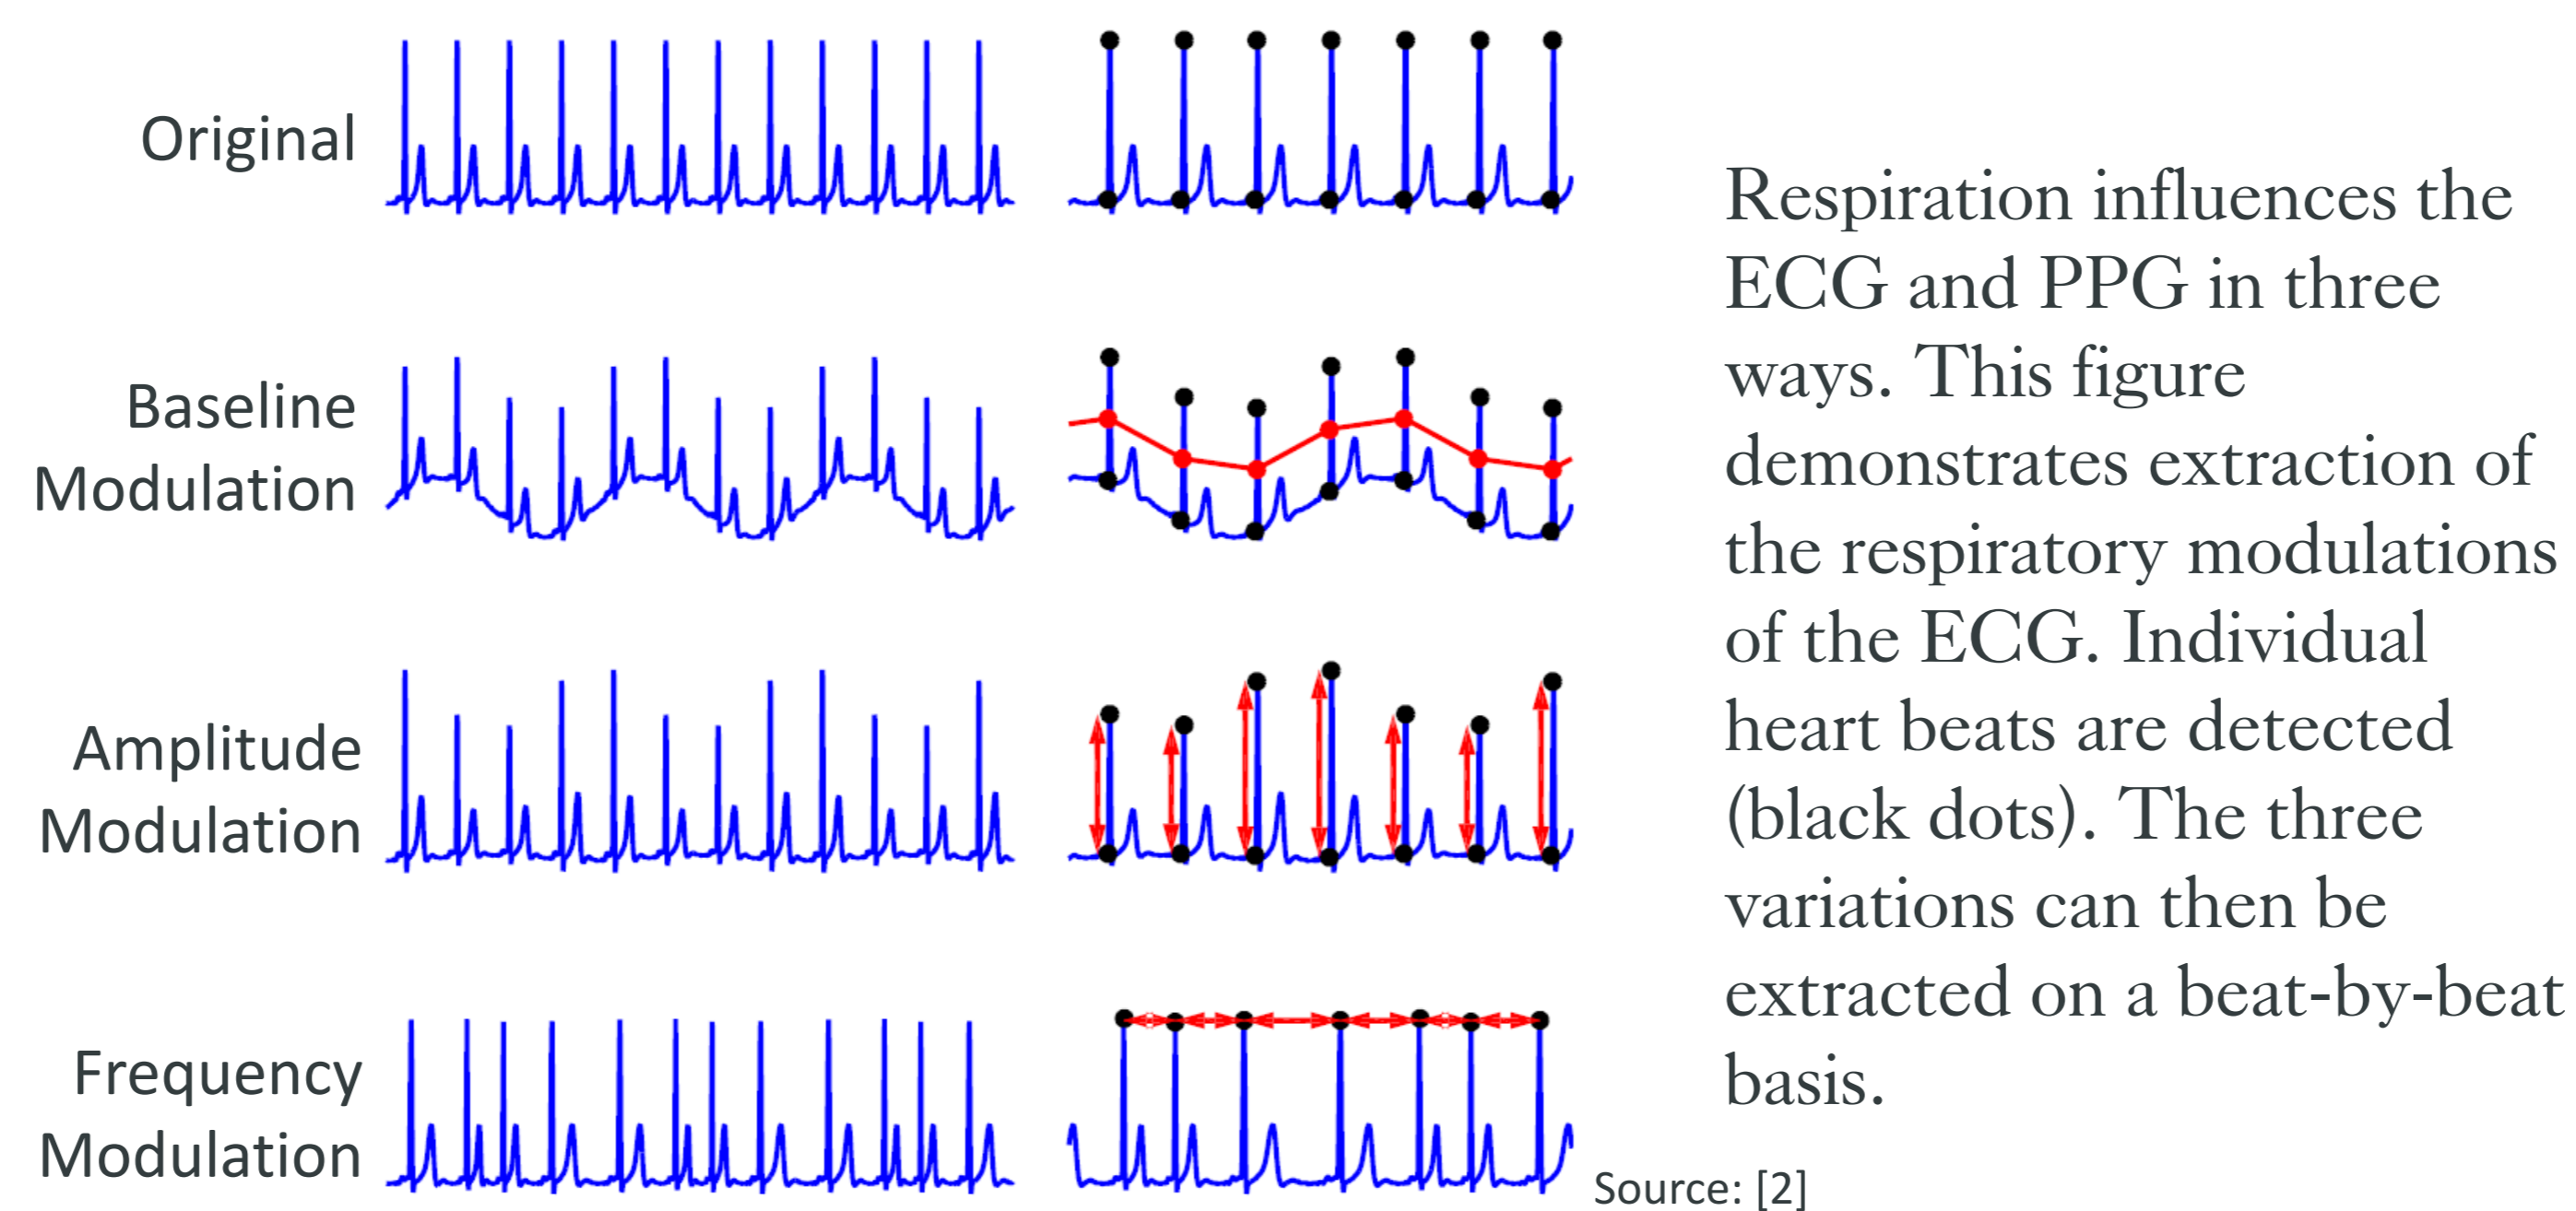 Original
Baseline
Modulation
Amplitude
Modulation
Frequency
Modulation
Respiration influences the
ECG and PPG in three
ways. This figure
demonstrates extraction of
the respiratory modulations
of the ECG. Individual
heart beats are detected
(black dots). The three
variations can then be
extracted on a beat-by-beat
basis.
Source: [2]